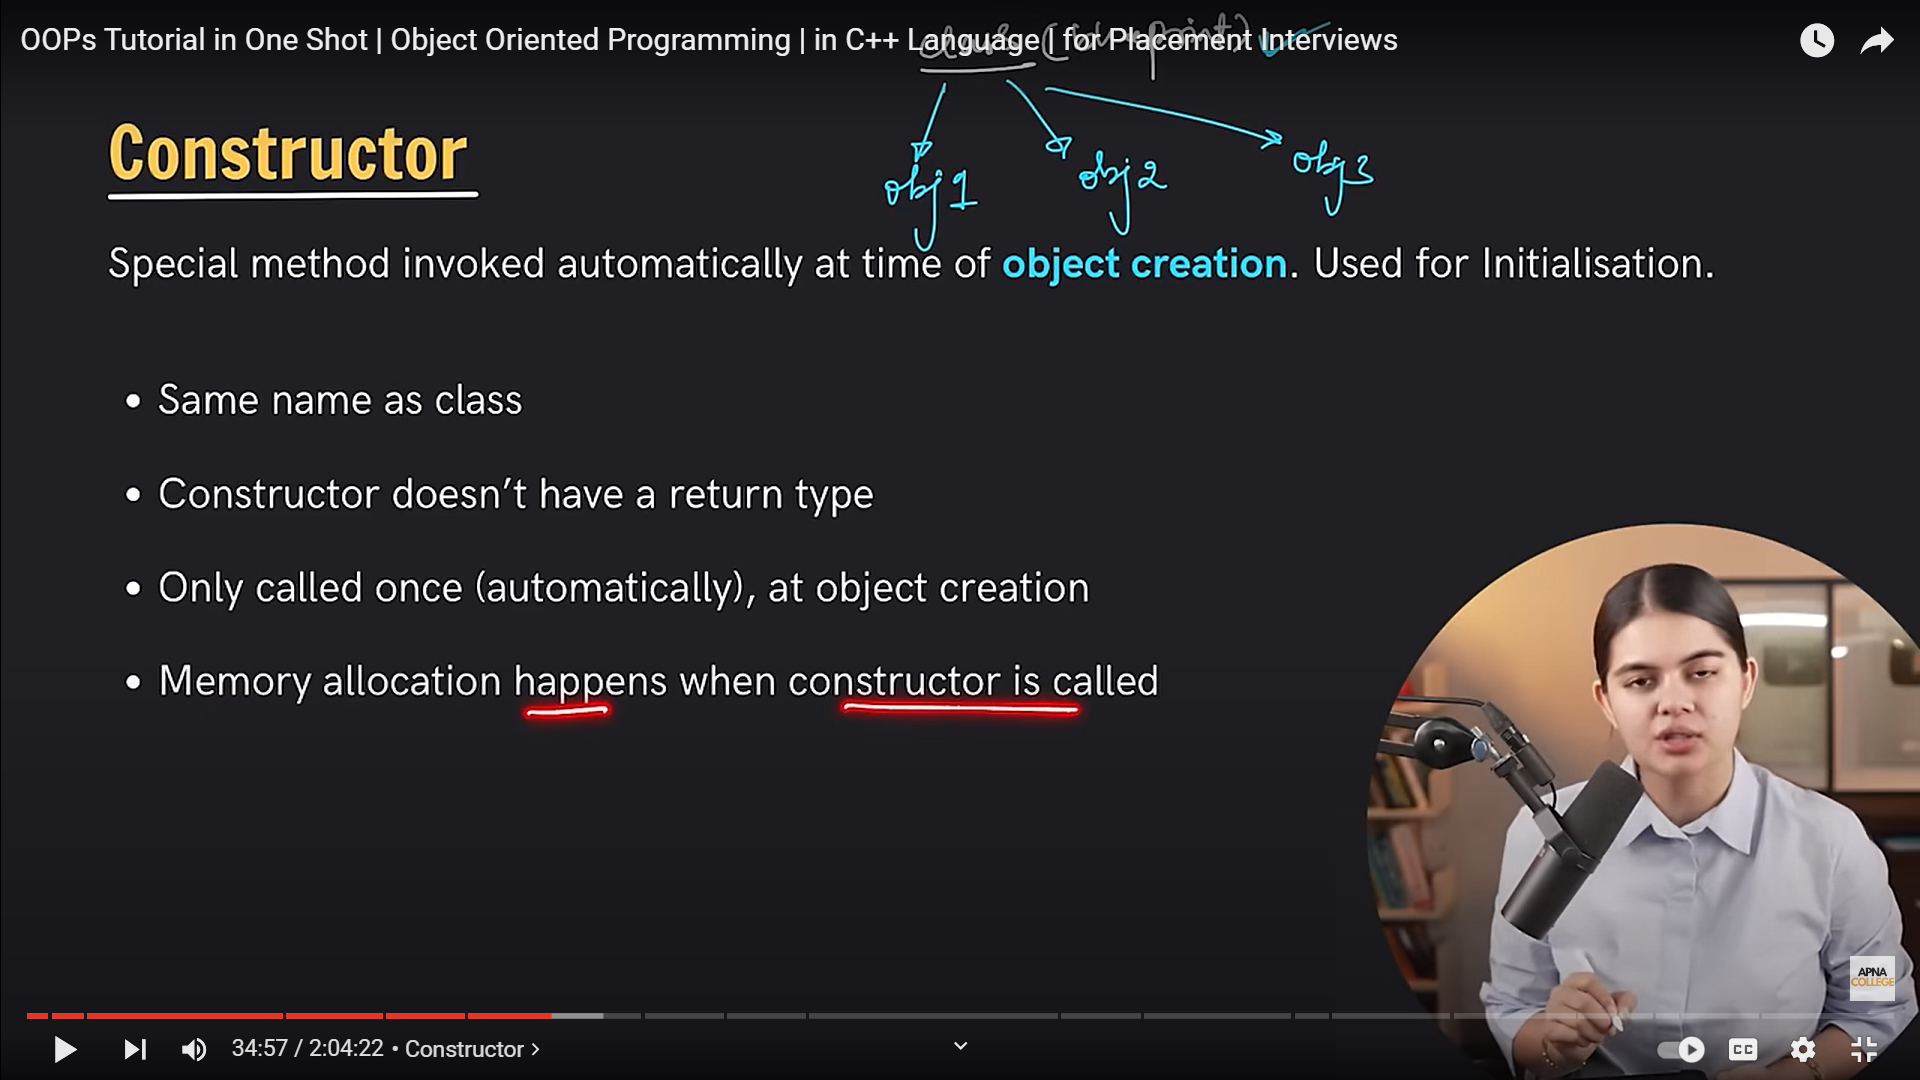 OOPs Tutorial in One Shot | Object Oriented Programming | in C++ Language | for Placement Interviews
Constructor
obj 1
obj 2
obj 3
Special method invoked automatically at time of object creation. Used for Initialisation.
• Same name as class
• Constructor doesn’t have a return type
• Only called once (automatically), at object creation
• Memory allocation happens when constructor is called
APNA
COLLEGE
34:57 / 2:04:22 • Constructor >
CC